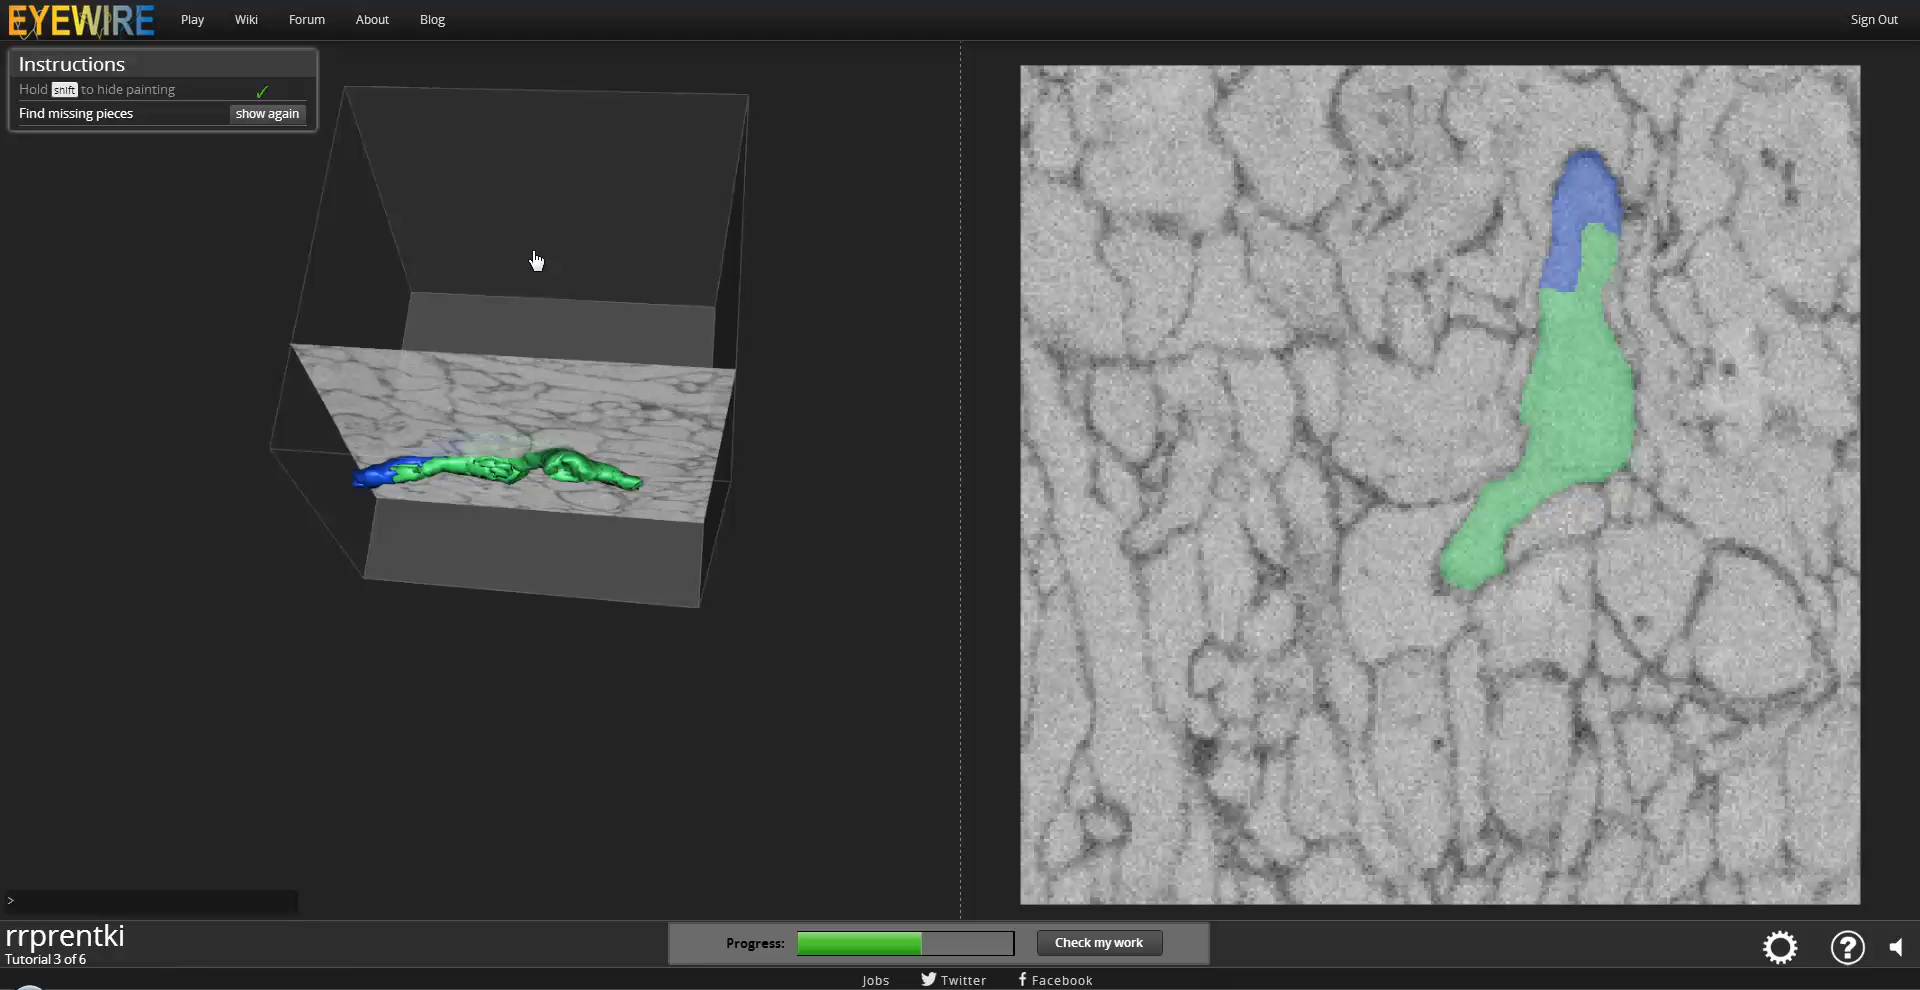 EYEWIRE Play Wiki Forum About Blog Sign Out
Instructions
Hold shift to hide painting ✓
Find missing pieces show again
>
rrprentki
Tutorial 3 of 6
Progress: Check my work
?
Jobs Twitter Facebook